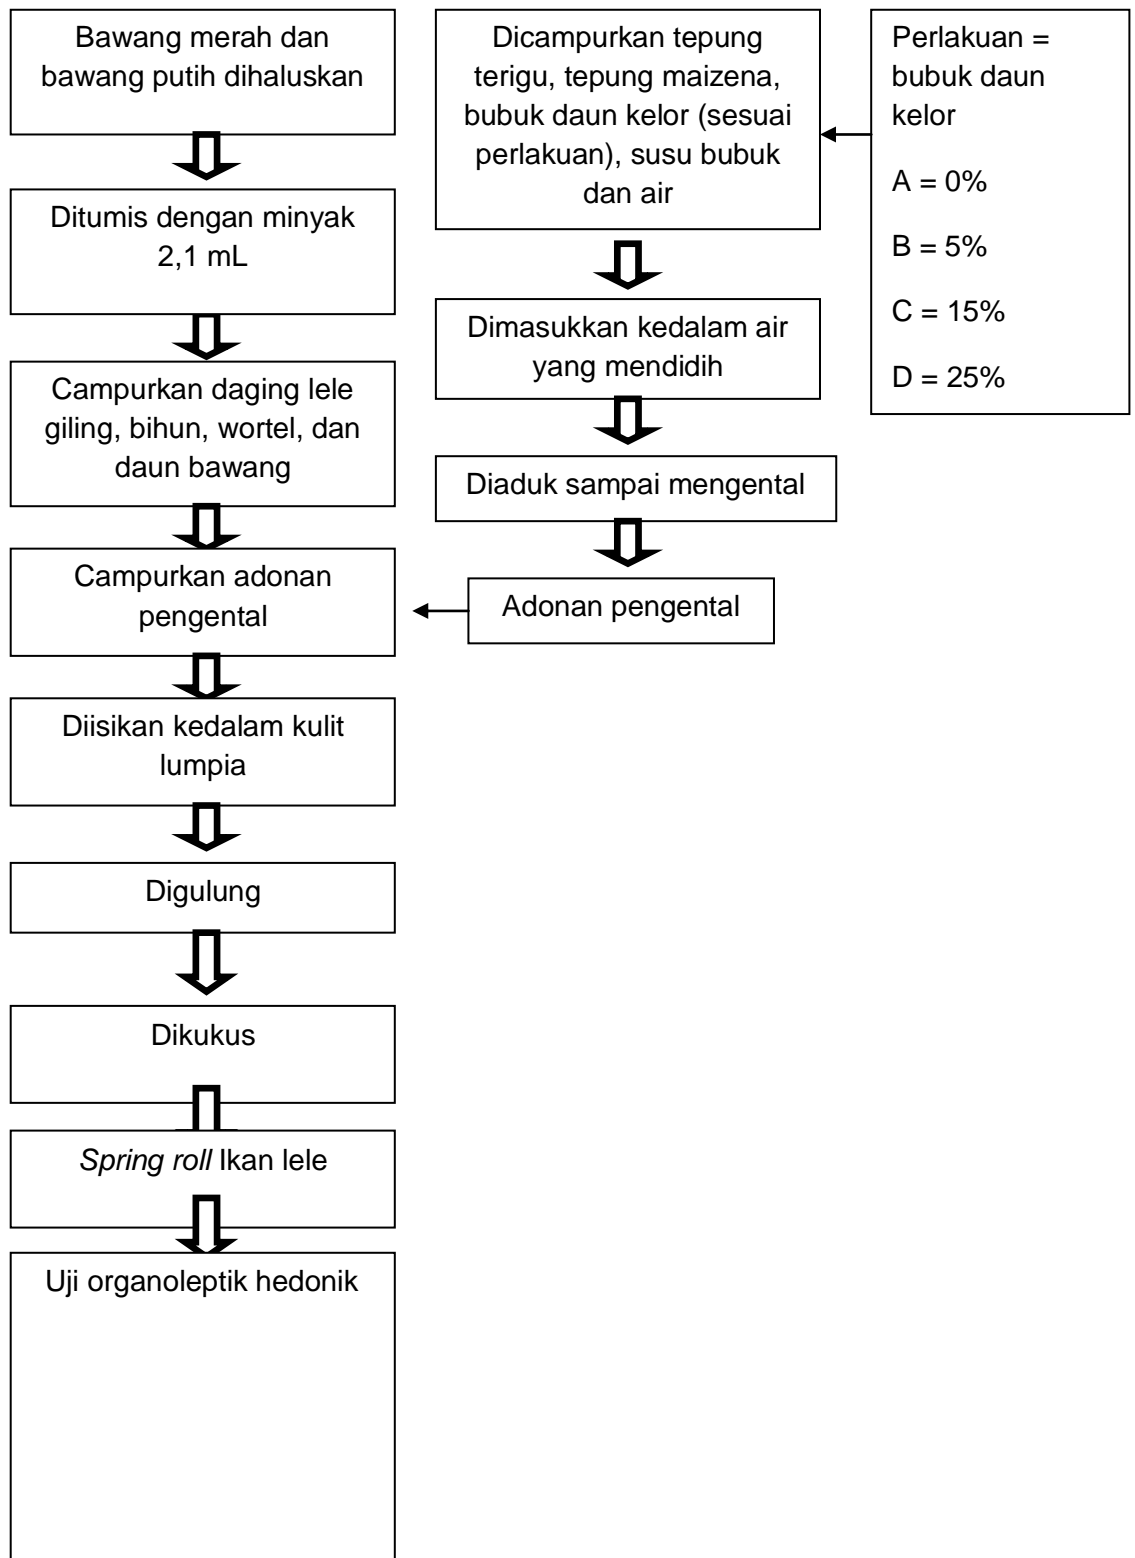 Bawang merah dan
bawang putih dihaluskan
Ditumis dengan minyak
2,1 mL
Campurkan daging lele
giling, bihun, wortel, dan
daun bawang
Campurkan adonan
pengental
Diisikan kedalam kulit
lumpia
Digulung
Dikukus
Spring roll Ikan lele
Uji organoleptik hedonik
Dicampurkan tepung
terigu, tepung maizena,
bubuk daun kelor (sesuai
perlakuan), susu bubuk
dan air
Dimasukkan kedalam air
yang mendidih
Diaduk sampai mengental
Adonan pengental
Perlakuan =
bubuk daun
kelor
A = 0%
B = 5%
C = 15%
D = 25%